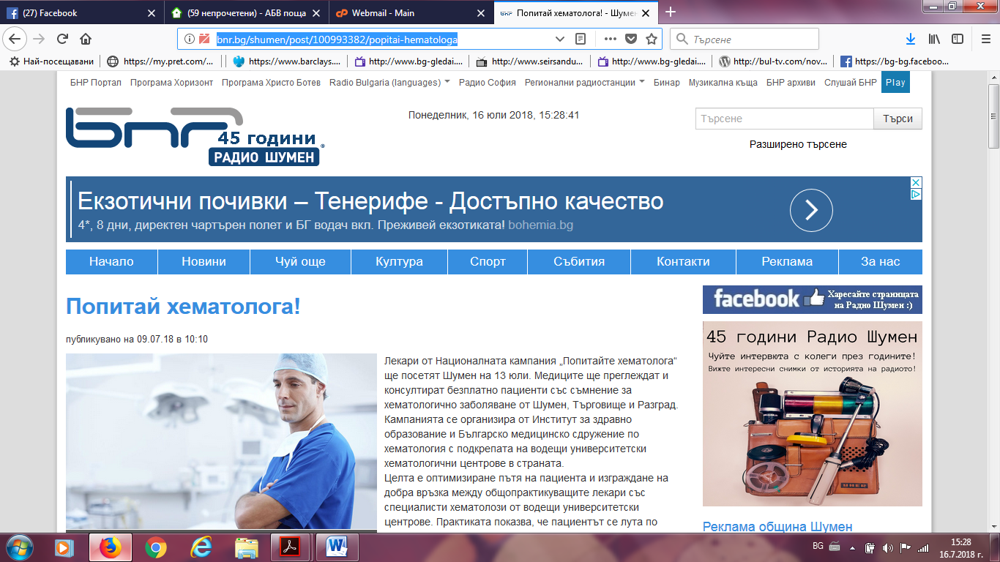 (27) Facebook
(59 непрочетени) - АБВ поща
Webmail - Main
Попитай хематолога! - Шумен
bnr.bg/shumen/post/100993382/popitai-hematologa
Търсене
Най-посещавани
https://my.pret.com/...
https://www.barclays....
http://www.bg-gledai....
http://www.seirsandu...
http://www.bg-gledai....
http://bul-tv.com/nov...
https://bg-bg.faceboo...
БНР Портал Програма Хоризонт Програма Христо Ботев Radio Bulgaria (languages) Радио София Регионални радиостанции Бинар Музикална къща БНР архиви Слушай БНР Play
бнр
45 години
РАДИО ШУМЕН
Понеделник, 16 юли 2018, 15:28:41
Търсене Търси
Разширено търсене
Екзотични почивки – Тенерифе - Достъпно качество
4*, 8 дни, директен чартърен полет и БГ водач вкл. Преживей екзотиката! bohemia.bg
Начало Новини Чуй още Култура Спорт Събития Контакти Реклама За нас
Попитай хематолога!
публикувано на 09.07.18 в 10:10
Лекари от Националната кампания „Попитайте хематолога“
ще посетят Шумен на 13 юли. Медиците ще преглеждат и
консултират безплатно пациенти със съмнение за
хематологично заболяване от Шумен, Търговище и Разград.
Кампанията се организира от Институт за здравно
образование и Българско медицинско сдружение по
хематология с подкрепата на водещи университетски
хематологични центрове в страната.
Целта е оптимизиране пътя на пациента и изграждане на
добра връзка между общопрактикуващите лекари със
специалисти хематолози от водещи университетски
центрове. Практиката показва, че пациентът се лута по
facebook
Харесайте страницата
на Радио Шумен :)
45 години Радио Шумен
Чуйте интервюта с колеги през годините!
Вижте интересни снимки от историята на радиото!
UHER
Реклама община Шумен
BG
15:28
16.7.2018 г.